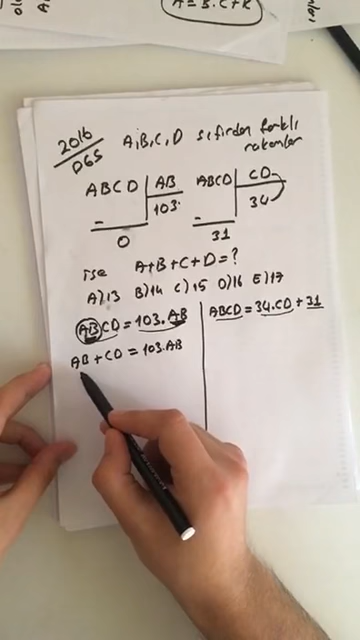 A = B.C+K
2016
DGS
A,B,C,D sıfırdan farklı
rakamlar
ABCD | AB
103
-
0
ABCD | CD
34
-
31
ise A+B+C+D=?
A) 13 B) 14 C) 15 D) 16 E) 17
ABCD = 103.AB
AB+CD = 103.AB
ABCD = 34.CD + 31